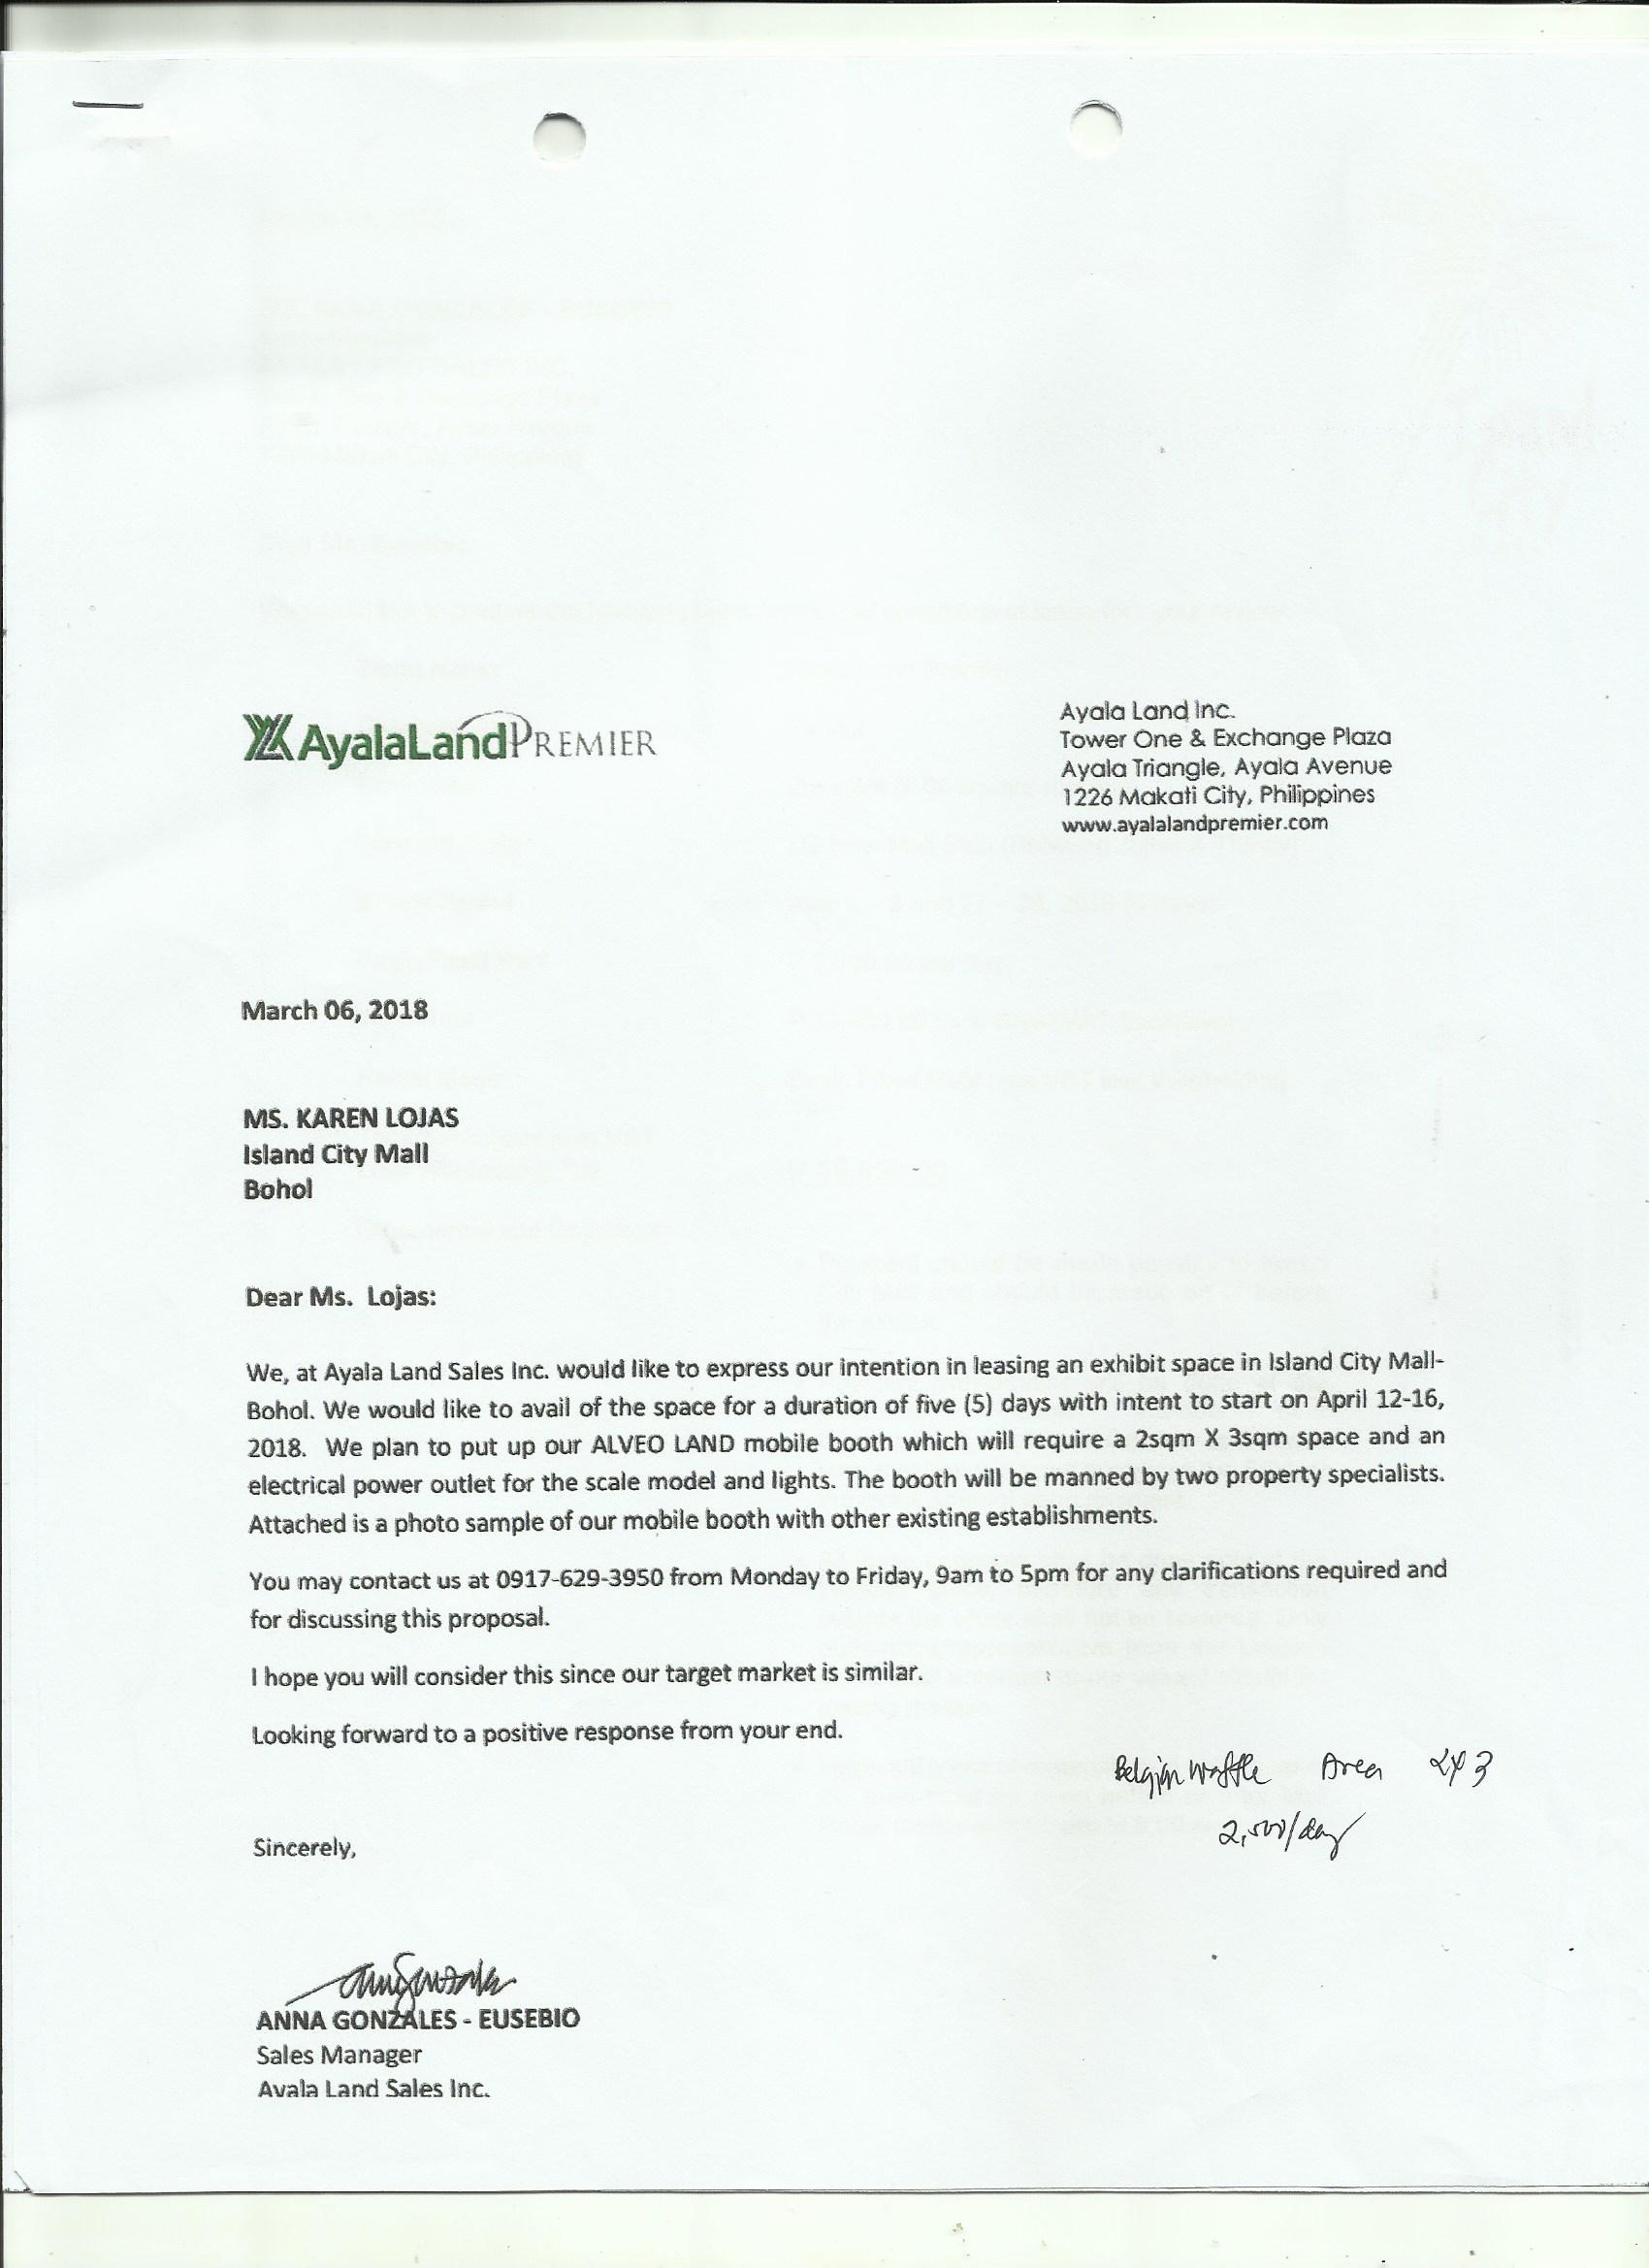 AyalaLand PREMIER
Ayala Land Inc.
Tower One & Exchange Plaza
Ayala Triangle, Ayala Avenue
1226 Makati City, Philippines
www.ayalalandpremier.com
March 06, 2018
MS. KAREN LOJAS
Island City Mall
Bohol
Dear Ms.  Lojas:
We, at Ayala Land Sales Inc. would like to express our intention in leasing an exhibit space in Island City Mall-
Bohol. We would like to avail of the space for a duration of five (5) days with intent to start on April 12-16,
2018.  We plan to put up our ALVEO LAND mobile booth which will require a 2sqm X 3sqm space and an
electrical power outlet for the scale model and lights. The booth will be manned by two property specialists.
Attached is a photo sample of our mobile booth with other existing establishments.
You may contact us at 0917-629-3950 from Monday to Friday, 9am to 5pm for any clarifications required and
for discussing this proposal.
I hope you will consider this since our target market is similar.
Looking forward to a positive response from your end.
Belgian Waffle Area 2x3
2,500/day
Sincerely,
ANNA GONZALES - EUSEBIO
Sales Manager
Ayala Land Sales Inc.